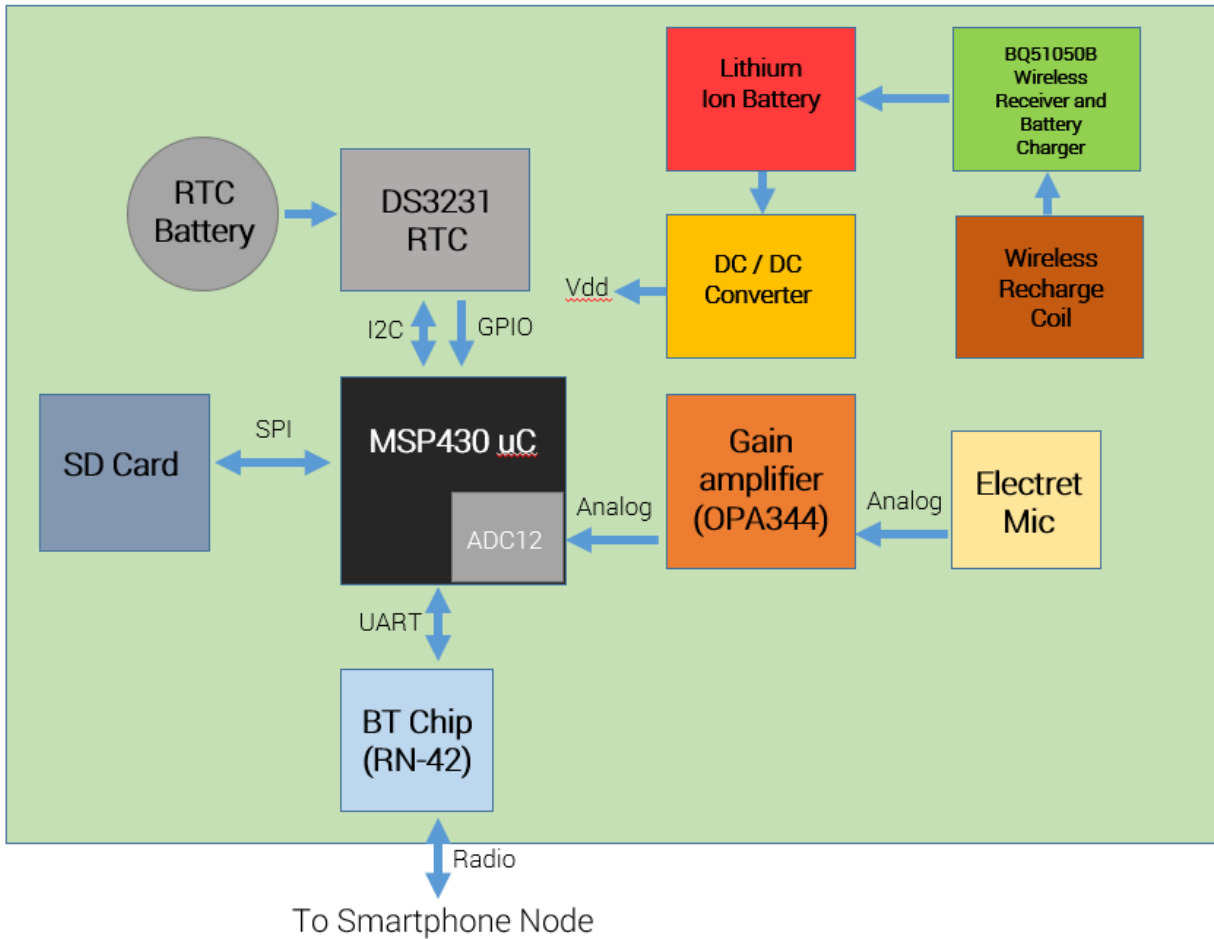 Lithium
Ion Battery
BQ51050B
Wireless
Receiver and
Battery
Charger
RTC
Battery
DS3231
RTC
DC / DC
Converter
Wireless
Recharge
Coil
Vdd
I2C
GPIO
SD Card
SPI
MSP430 uC
ADC12
Analog
Gain
amplifier
(OPA344)
Analog
Electret
Mic
UART
BT Chip
(RN-42)
Radio
To Smartphone Node